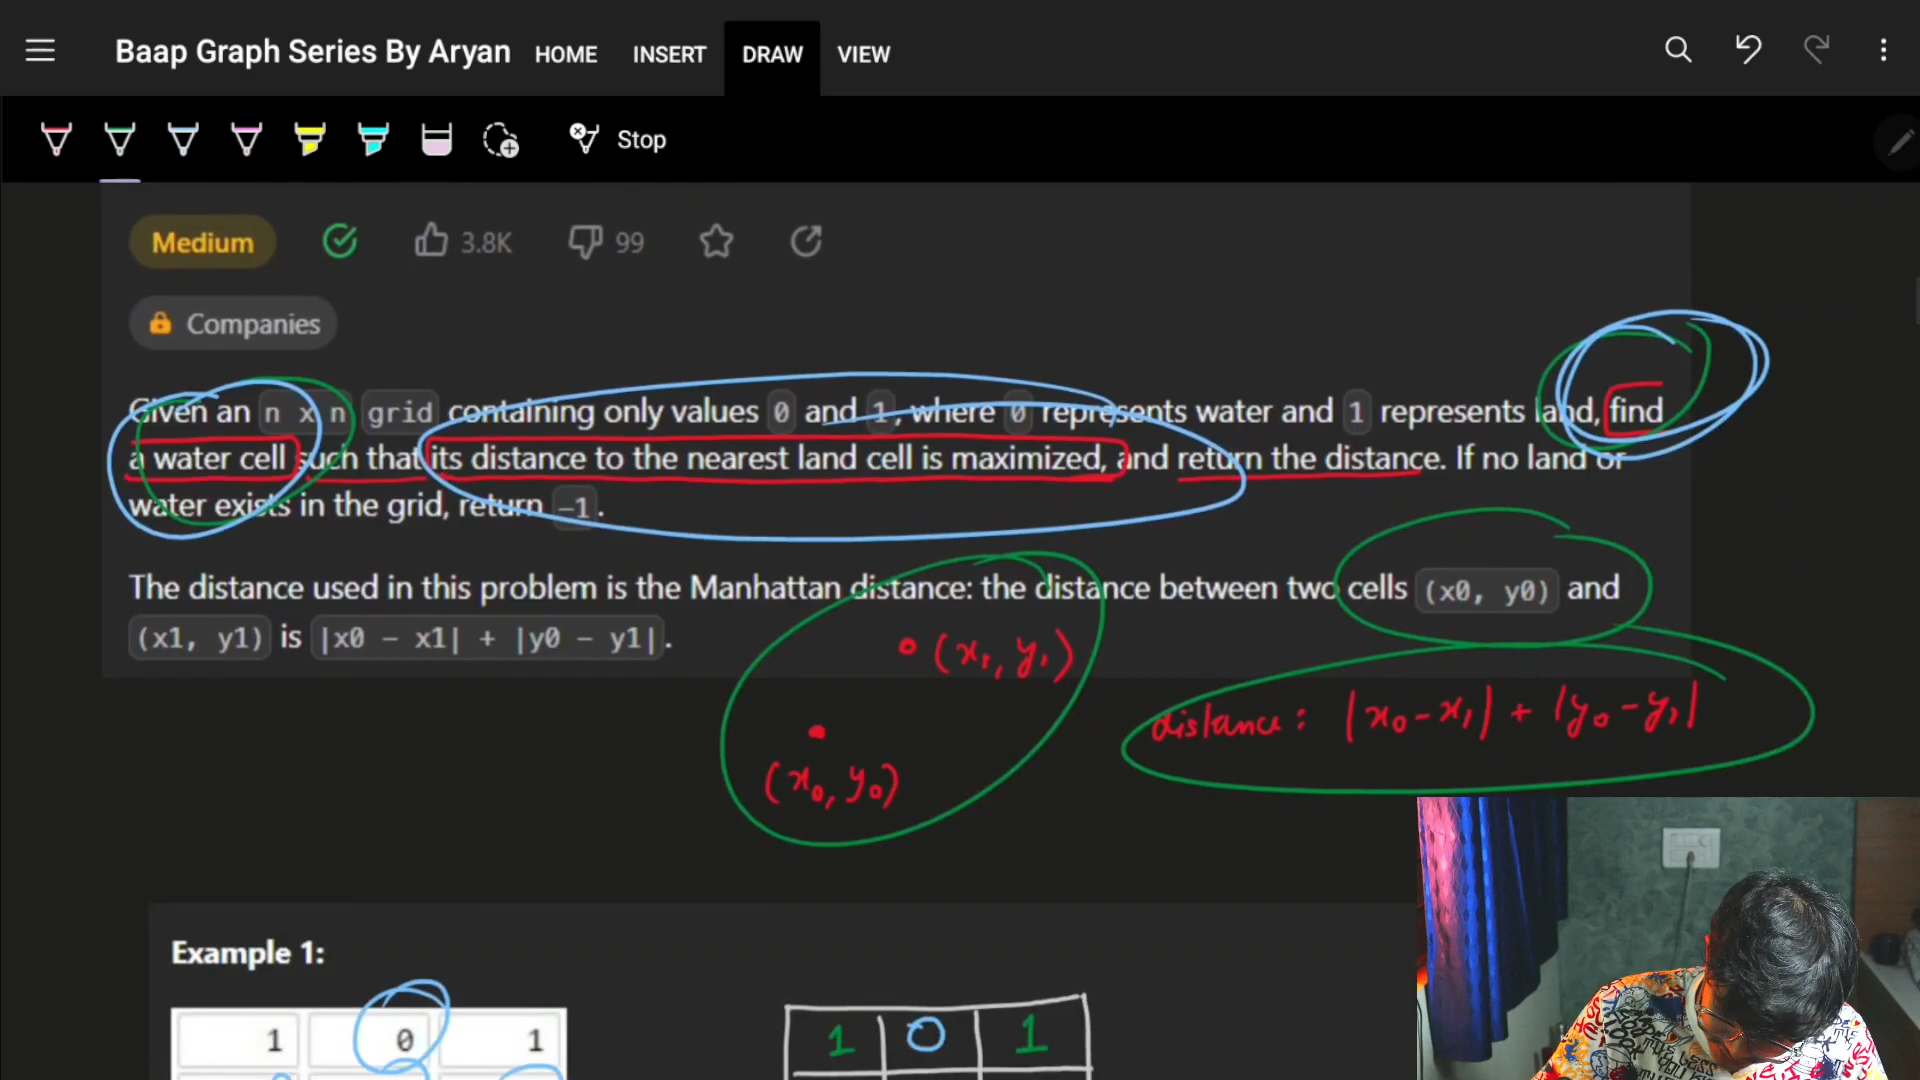 Baap Graph Series By Aryan HOME INSERT DRAW VIEW
Stop
Medium 3.8K 99
Companies
Given an n x n grid containing only values 0 and 1, where 0 represents water and 1 represents land, find
a water cell such that its distance to the nearest land cell is maximized, and return the distance. If no land or
water exists in the grid, return -1.
The distance used in this problem is the Manhattan distance: the distance between two cells (x0, y0) and
(x1, y1) is |x0 - x1| + |y0 - y1|.
(x1, y1)
distance: |x0-x1| + |y0-y1|
(x0, y0)
Example 1:
1 0 1
1 0 1